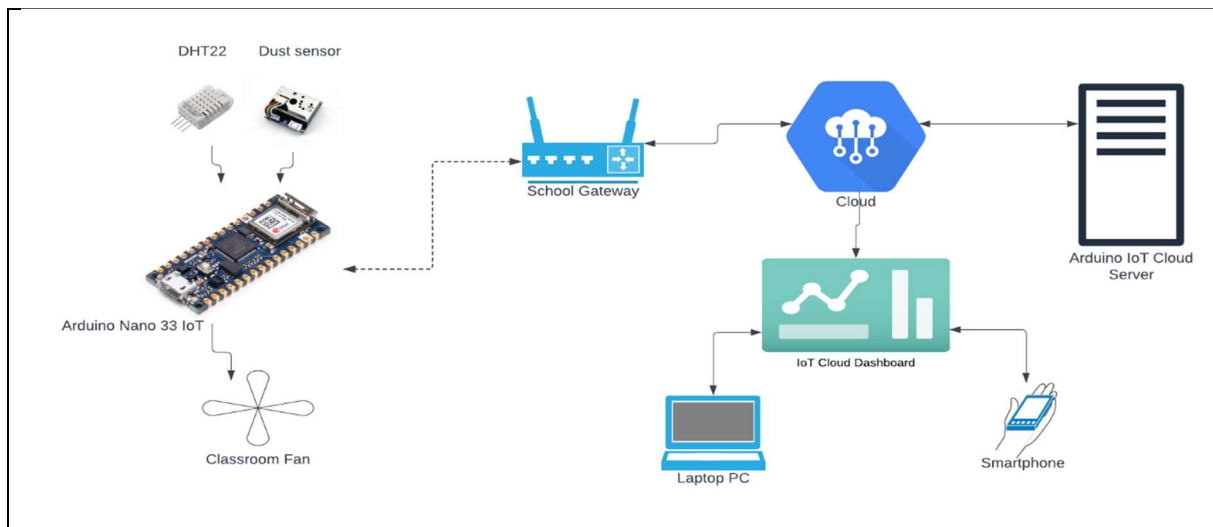 DHT22
Dust sensor
School Gateway
Cloud
Arduino IoT Cloud
Server
Arduino Nano 33 IoT
IoT Cloud Dashboard
Classroom Fan
Laptop PC
Smartphone